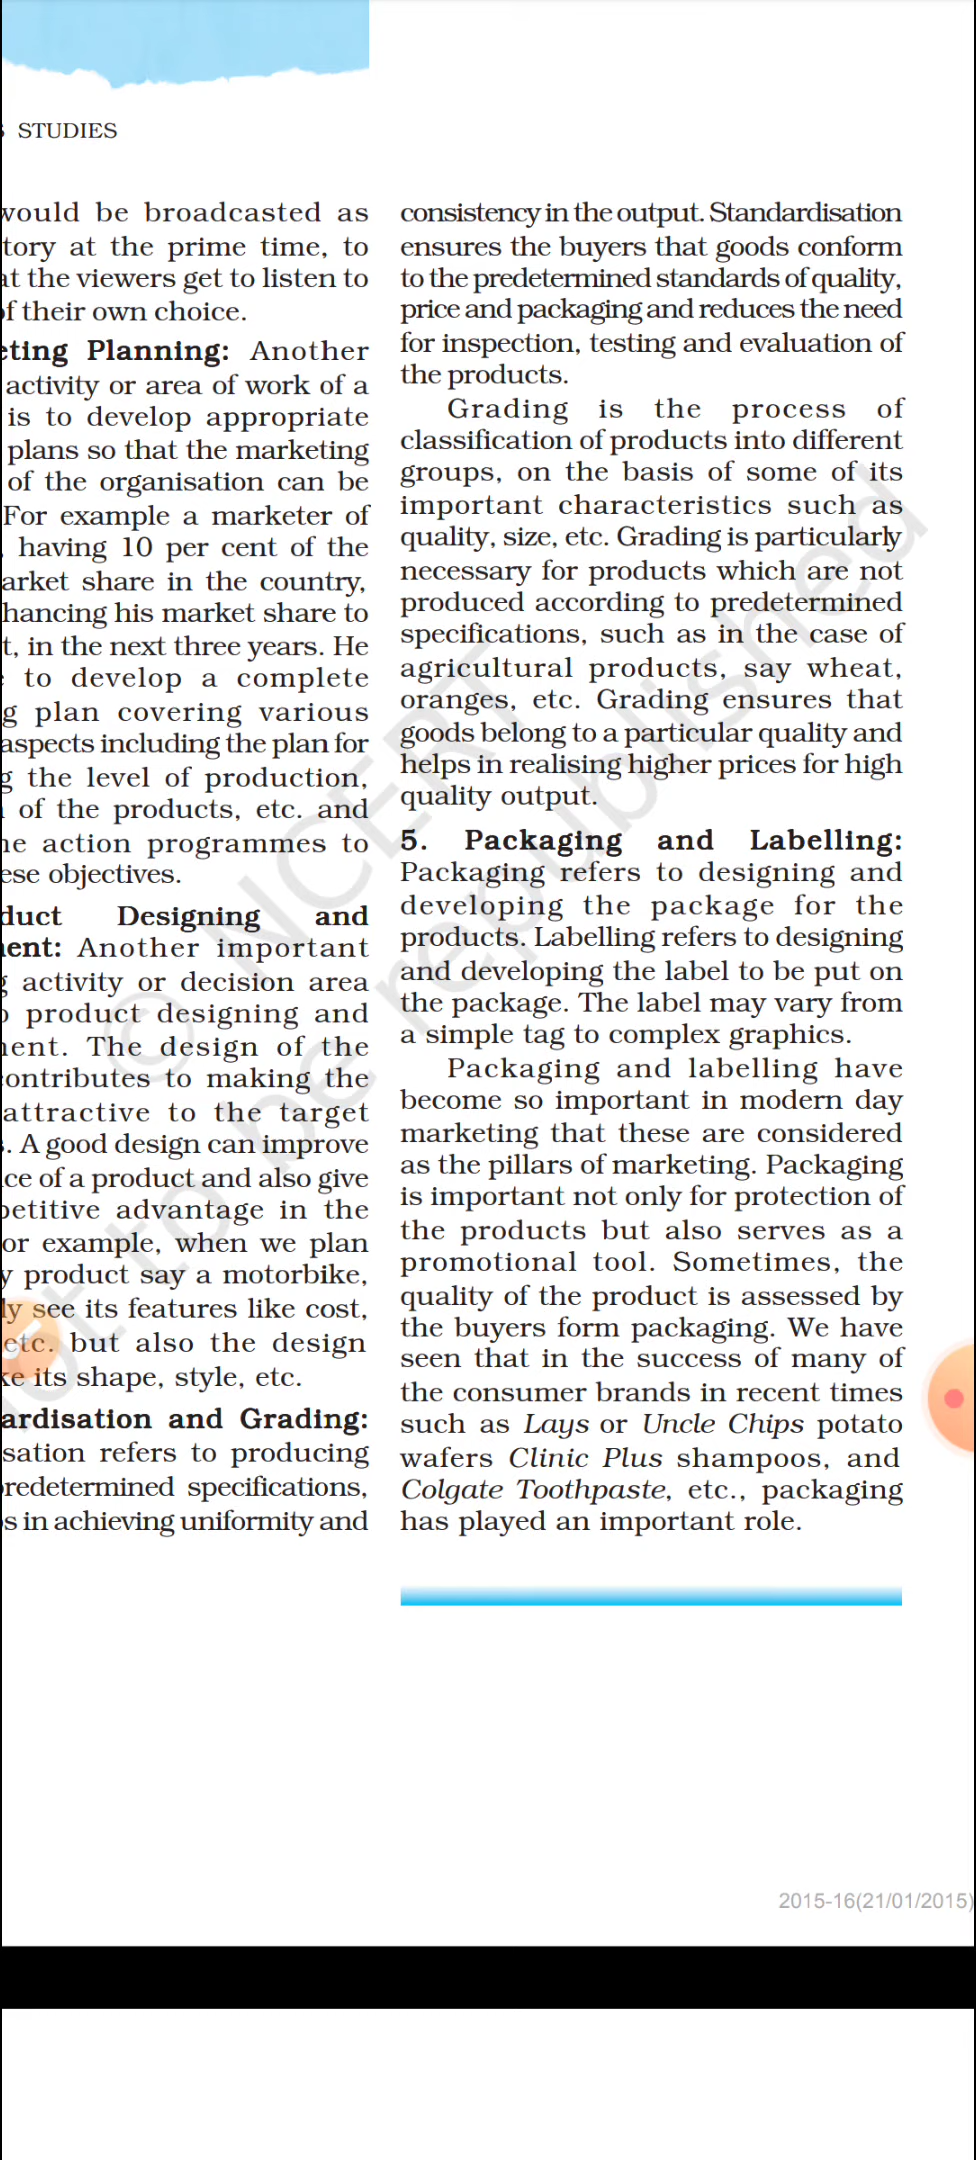 STUDIES
would be broadcasted as
tory at the prime time, to
at the viewers get to listen to
of their own choice.
eting Planning: Another
activity or area of work of a
is to develop appropriate
plans so that the marketing
of the organisation can be
For example a marketer of
, having 10 per cent of the
arket share in the country,
hancing his market share to
t, in the next three years. He
to develop a complete
g plan covering various
aspects including the plan for
g the level of production,
of the products, etc. and
he action programmes to
ese objectives.
duct Designing and
ment: Another important
g activity or decision area
o product designing and
ment. The design of the
contributes to making the
attractive to the target
s. A good design can improve
ce of a product and also give
petitive advantage in the
or example, when we plan
y product say a motorbike,
ly see its features like cost,
etc. but also the design
ke its shape, style, etc.
ardisation and Grading:
sation refers to producing
predetermined specifications,
s in achieving uniformity and
consistency in the output. Standardisation
ensures the buyers that goods conform
to the predetermined standards of quality,
price and packaging and reduces the need
for inspection, testing and evaluation of
the products.
Grading is the process of
classification of products into different
groups, on the basis of some of its
important characteristics such as
quality, size, etc. Grading is particularly
necessary for products which are not
produced according to predetermined
specifications, such as in the case of
agricultural products, say wheat,
oranges, etc. Grading ensures that
goods belong to a particular quality and
helps in realising higher prices for high
quality output.
5. Packaging and Labelling:
Packaging refers to designing and
developing the package for the
products. Labelling refers to designing
and developing the label to be put on
the package. The label may vary from
a simple tag to complex graphics.
Packaging and labelling have
become so important in modern day
marketing that these are considered
as the pillars of marketing. Packaging
is important not only for protection of
the products but also serves as a
promotional tool. Sometimes, the
quality of the product is assessed by
the buyers form packaging. We have
seen that in the success of many of
the consumer brands in recent times
such as Lays or Uncle Chips potato
wafers Clinic Plus shampoos, and
Colgate Toothpaste, etc., packaging
has played an important role.
© NCERT
not to be republished
2015-16(21/01/2015)